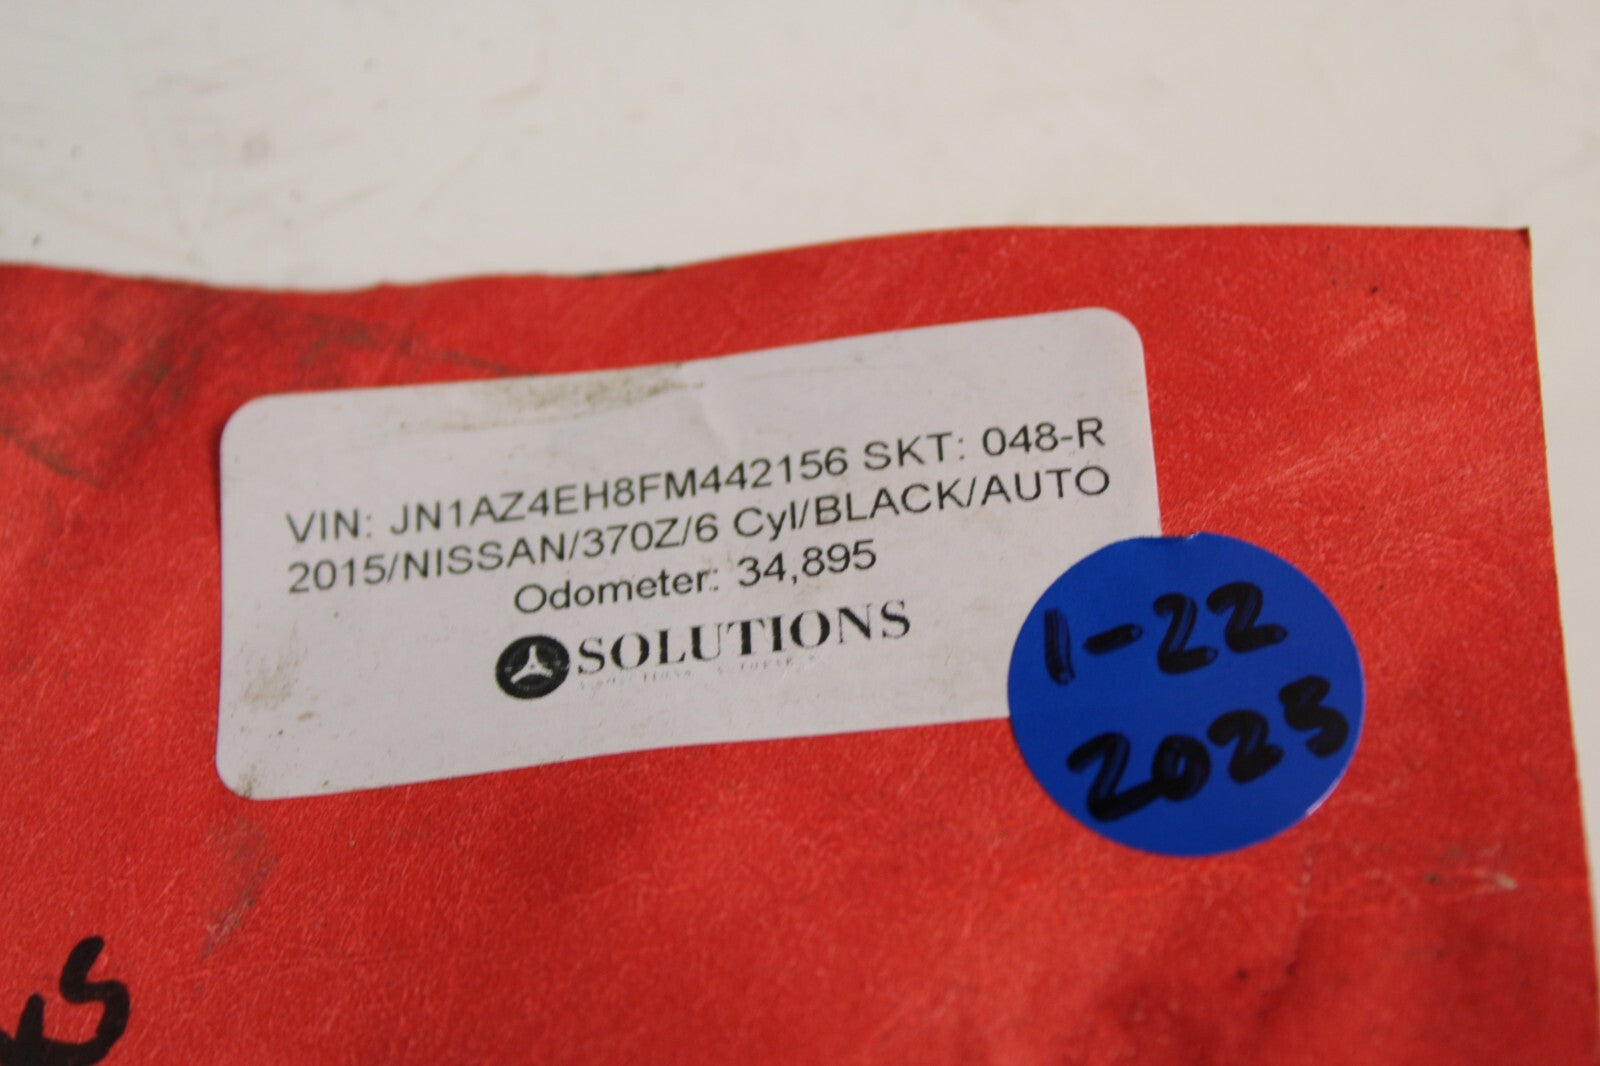 VIN: JN1AZ4EH8FM442156 SKT: 048-R
2015/NISSAN/370Z/6 Cyl/BLACK/AUTO
Odometer: 34,895
SOLUTIONS
1-22
2023